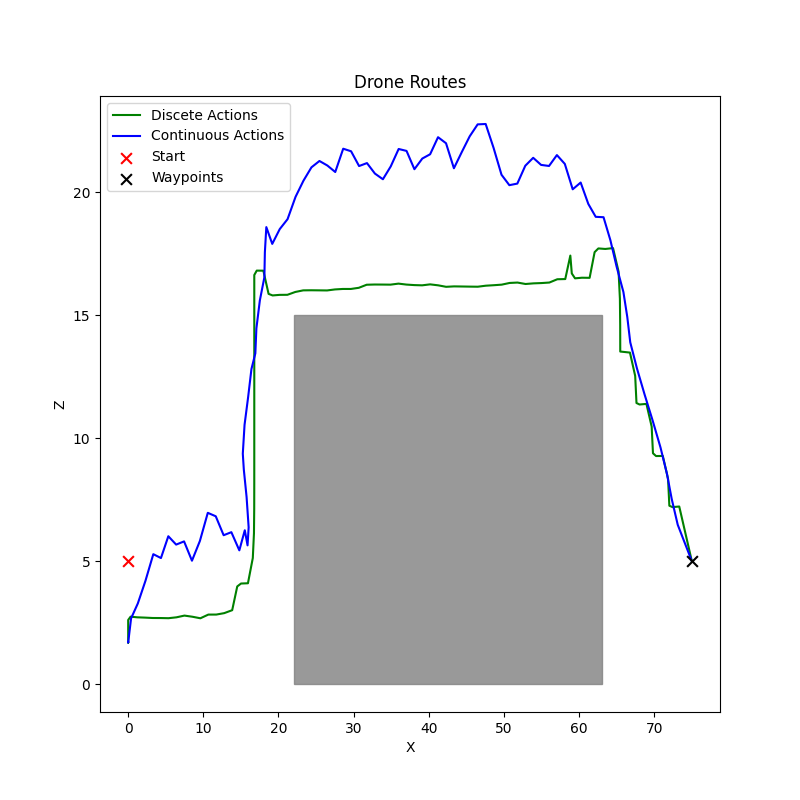 Drone Routes
Discete Actions
Continuous Actions
Start
Waypoints
Z
20
15
10
5
0
0 10 20 30 40 50 60 70
X